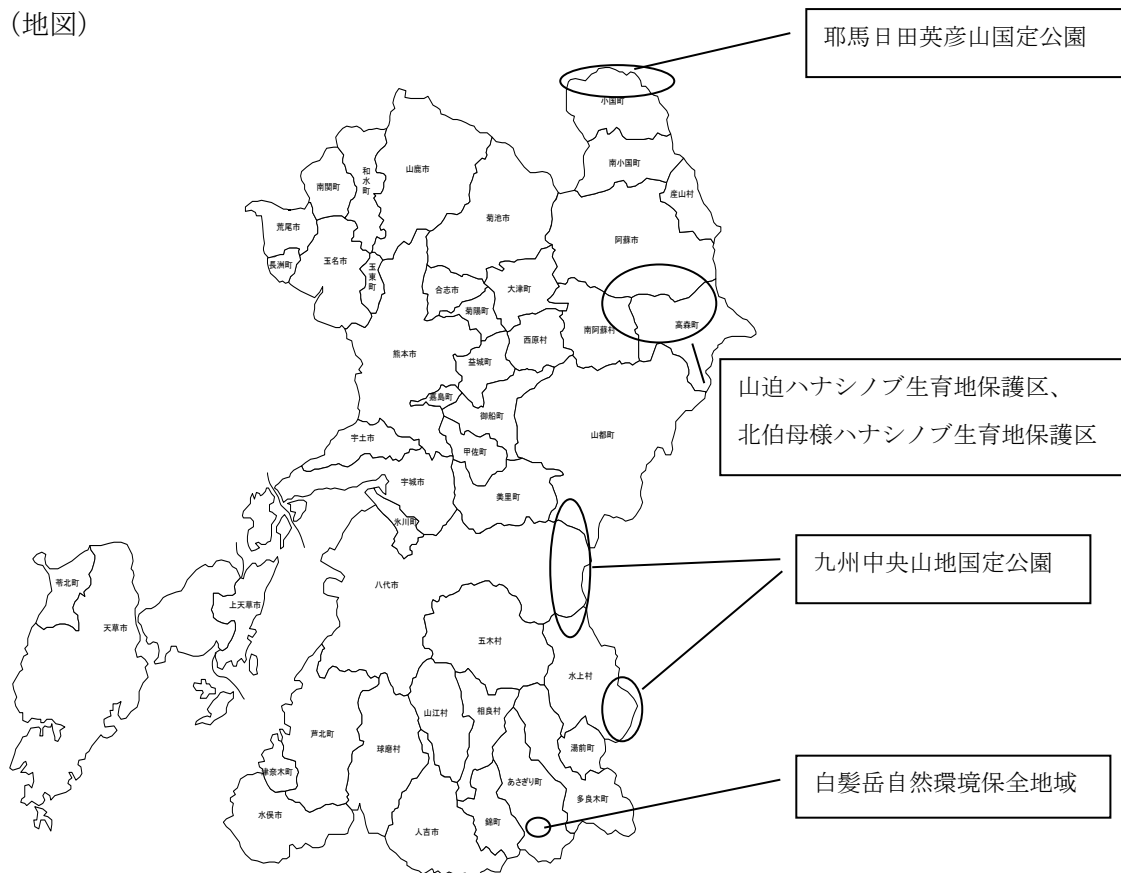 （地図）
耶馬日田英彦山国定公園
小国町
南小国町
産山村
山鹿市
和水町
南関町
菊池市
荒尾市
阿蘇市
長洲町
玉名市
玉東町
合志市
大津町
菊陽町
南阿蘇村
高森町
西原村
熊本市
益城町
山迫ハナシノブ生育地保護区、
北伯母様ハナシノブ生育地保護区
嘉島町
御船町
山都町
宇土市
甲佐町
宇城市
美里町
氷川町
九州中央山地国定公園
八代市
苓北町
上天草市
天草市
五木村
水上村
山江村
相良村
芦北町
球磨村
湯前町
津奈木町
あさぎり町
多良木町
白髪岳自然環境保全地域
水俣市
錦町
人吉市